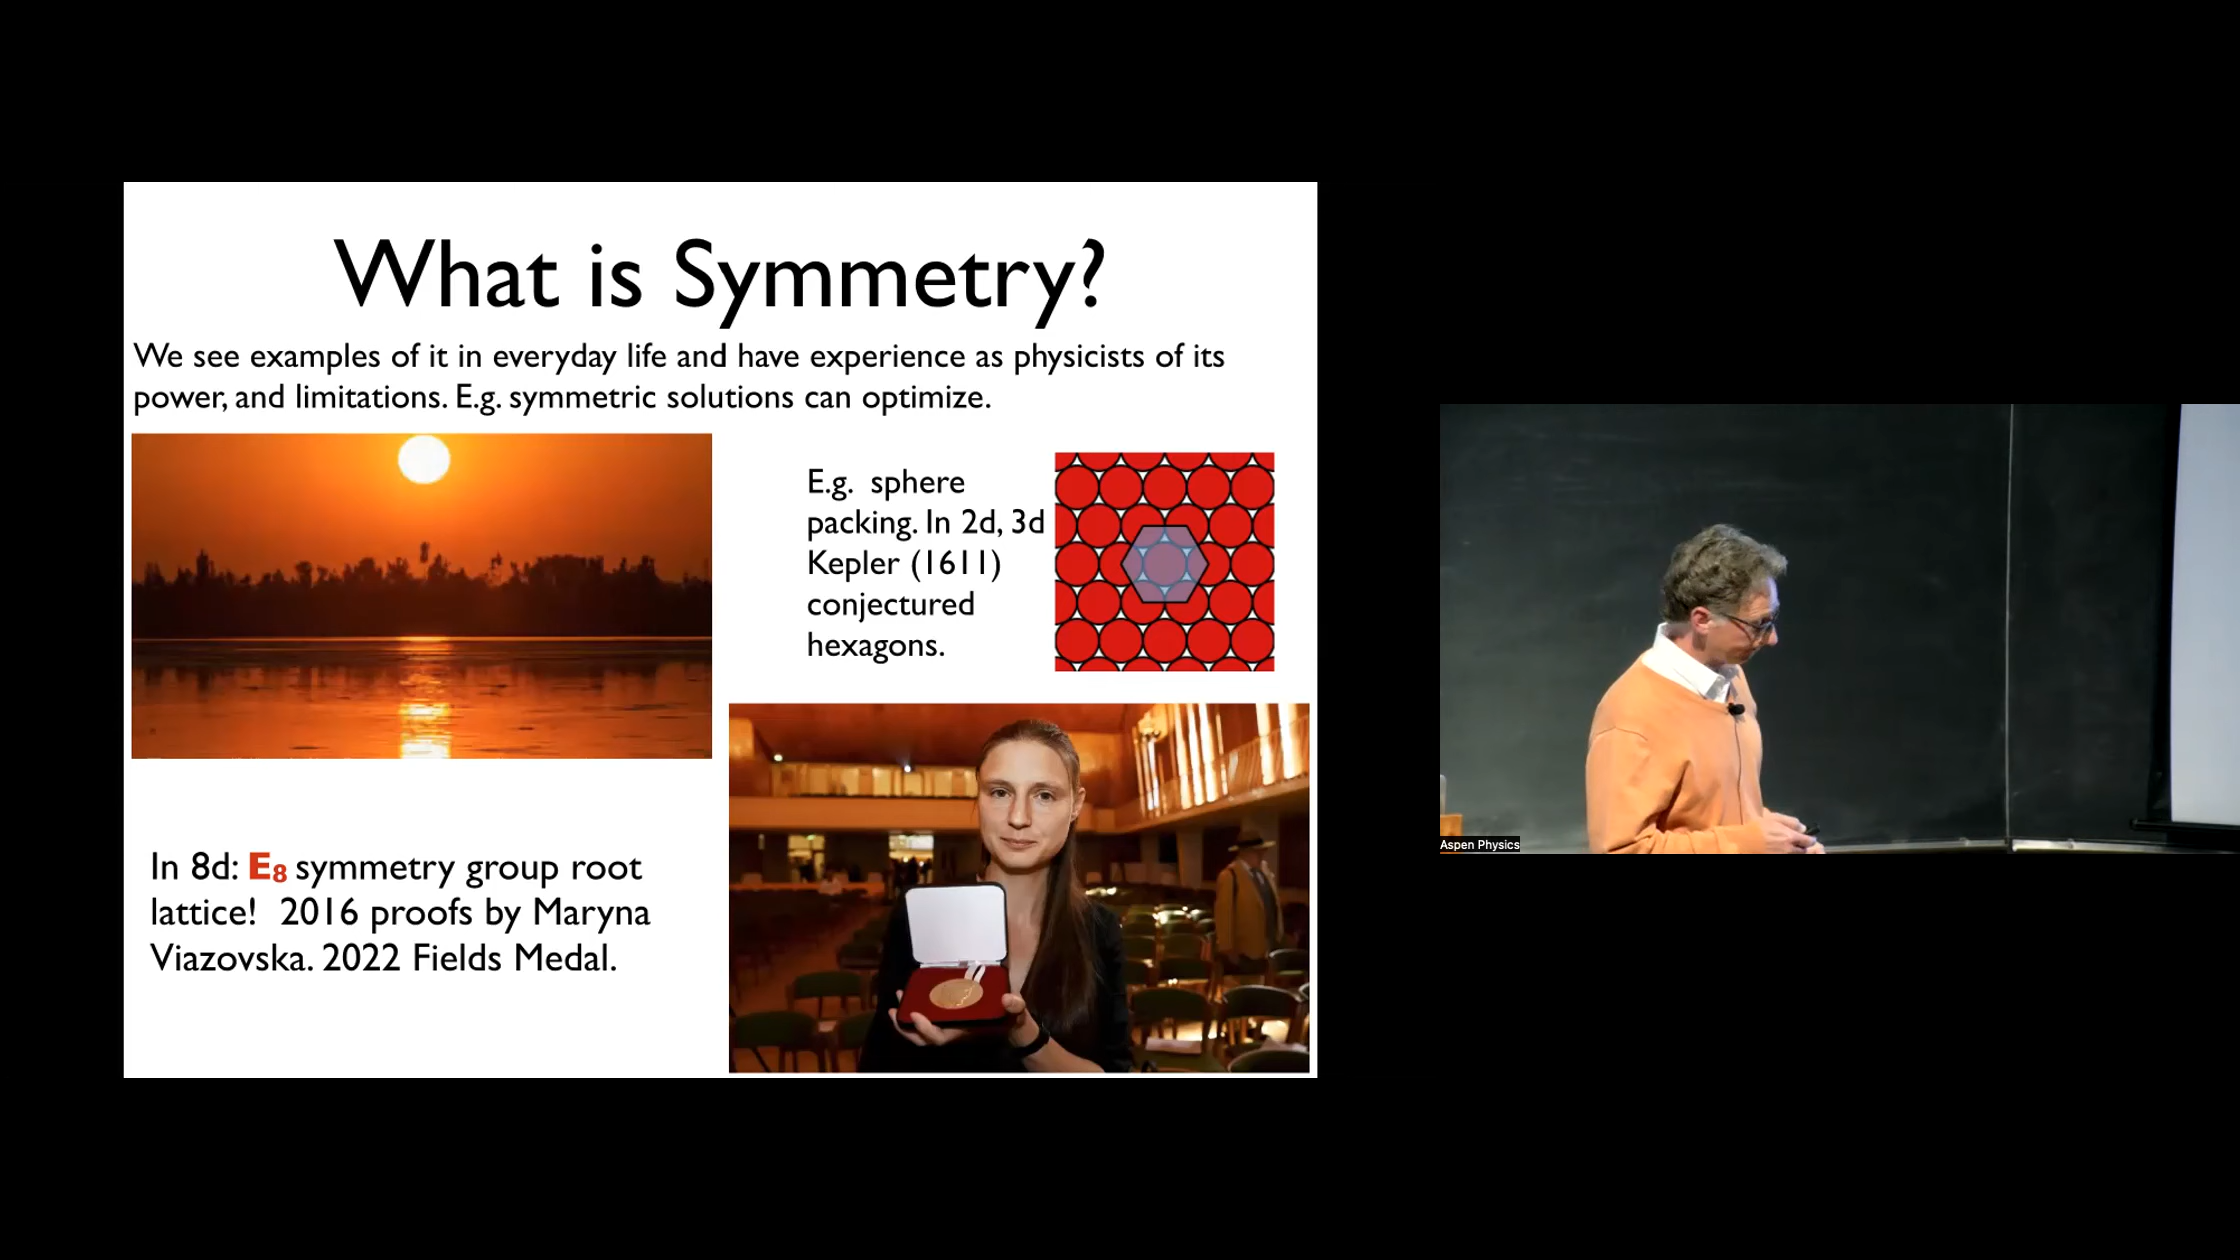 What is Symmetry?
We see examples of it in everyday life and have experience as physicists of its
power, and limitations. E.g. symmetric solutions can optimize.
E.g. sphere
packing. In 2d, 3d
Kepler (1611)
conjectured
hexagons.
In 8d: E₈ symmetry group root
lattice! 2016 proofs by Maryna
Viazovska. 2022 Fields Medal.
Aspen Physics